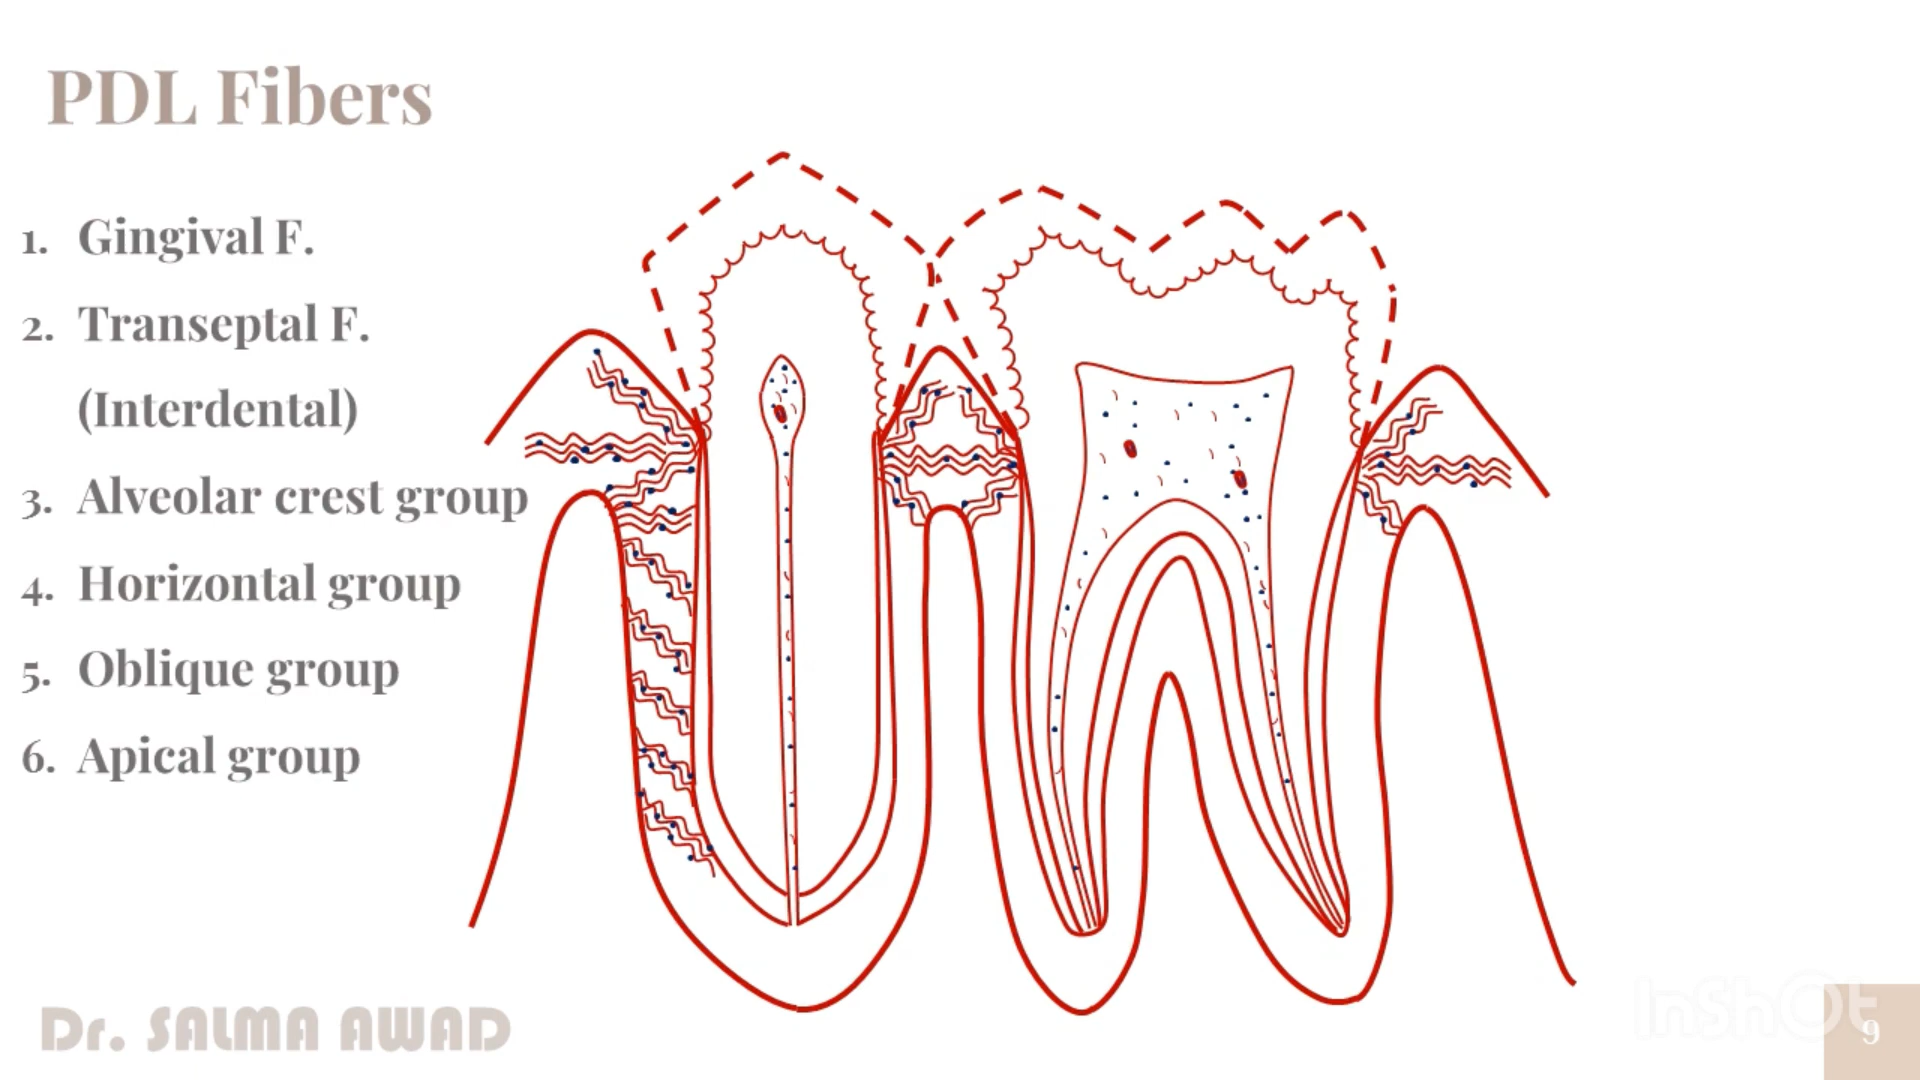 PDL Fibers
1. Gingival F.
2. Transeptal F.
(Interdental)
3. Alveolar crest group
4. Horizontal group
5. Oblique group
6. Apical group
Dr. SALMA AWAD
InShOt
9